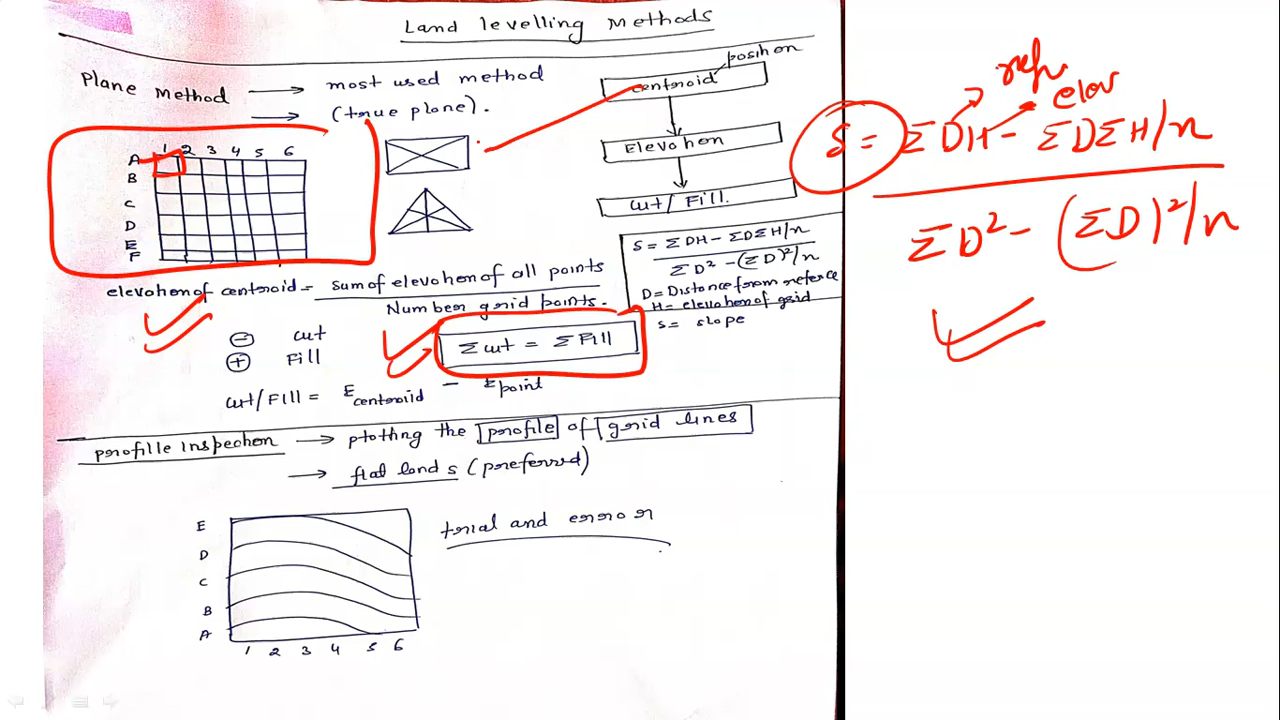 Land levelling Methods
Plane Method → most used method
→ (true plane).
centroid position
Elevation
cut/Fill.
1 2 3 4 5 6
A
B
C
D
E
F
elevation of centroid = sum of elevation of all points
Number grid points.
⊖ cut
⊕ Fill
Σ cut = Σ Fill
cut/Fill = E centroid - E point
S = ΣDH - ΣDΣH/n
ΣD² - (ΣD)²/n
D = Distance from refrence
H = elevation of grid
S = slope
profille Inspection → plotting the profile of grid lines
→ flat lands (preferred)
E
D
C
B
A
1 2 3 4 5 6
trial and error
refr
elev
S = ΣDH - ΣDΣH/n
ΣD² - (ΣD)²/n